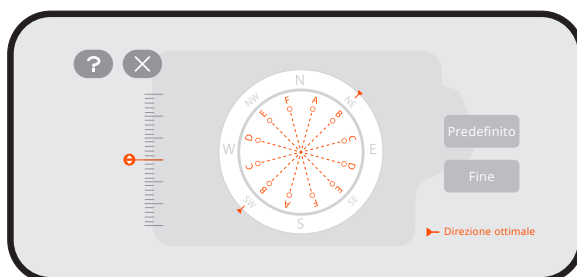 ?
N
NW
NE
F
A
E
B
D
C
W
E
C
D
B
E
A
F
SW
SE
S
Predefinito
Fine
Direzione ottimale